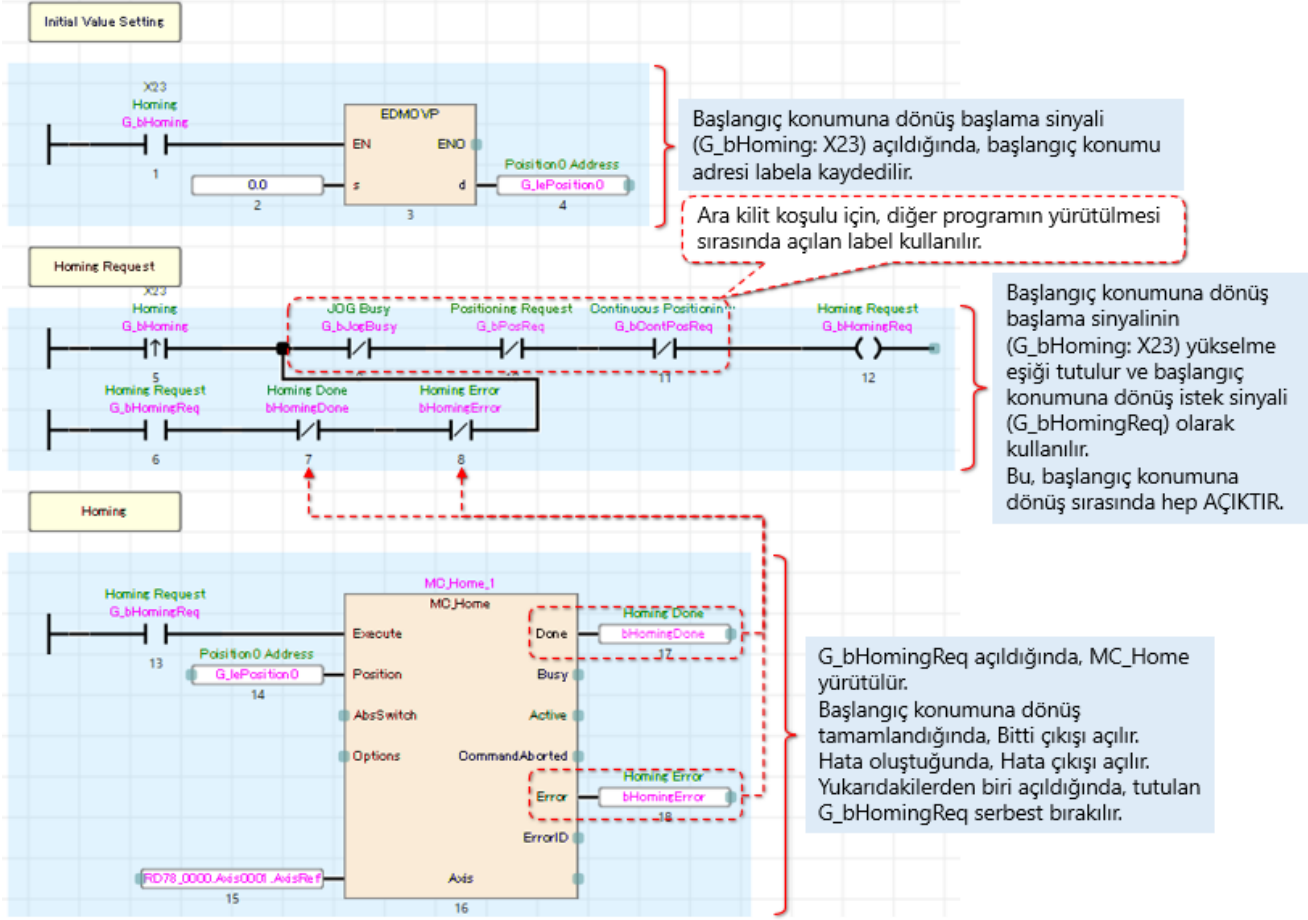 Initial Value Setting
X23
Homing
G_bHoming
1
0.0
2
EDMOVP
EN
ENO
s
d
3
Poisition0 Address
G_lePosition0
4
Başlangıç konumuna dönüş başlama sinyali
(G_bHoming: X23) açıldığında, başlangıç konumu
adresi labela kaydedilir.
Ara kilit koşulu için, diğer programın yürütülmesi
sırasında açılan label kullanılır.
Homing Request
X23
Homing
G_bHoming
5
JOG Busy
G_bJogBusy
Positioning Request
G_bPosReq
Continuous Positionin...
G_bContPosReq
11
Homing Request
G_bHomingReq
12
Homing Request
G_bHomingReq
6
Homing Done
bHomingDone
7
Homing Error
bHomingError
8
Başlangıç konumuna dönüş
başlama sinyalinin
(G_bHoming: X23) yükselme
eşiği tutulur ve başlangıç
konumuna dönüş istek sinyali
(G_bHomingReq) olarak
kullanılır.
Bu, başlangıç konumuna
dönüş sırasında hep AÇIKTIR.
Homing
Homing Request
G_bHomingReq
13
Poisition0 Address
G_lePosition0
14
RD78_0000.Axis0001.AxisRef
15
MC_Home_1
MC_Home
Execute
Done
Position
Busy
AbsSwitch
Active
Options
CommandAborted
Error
ErrorID
Axis
16
Homing Done
bHomingDone
17
Homing Error
bHomingError
18
G_bHomingReq açıldığında, MC_Home
yürütülür.
Başlangıç konumuna dönüş
tamamlandığında, Bitti çıkışı açılır.
Hata oluştuğunda, Hata çıkışı açılır.
Yukarıdakilerden biri açıldığında, tutulan
G_bHomingReq serbest bırakılır.